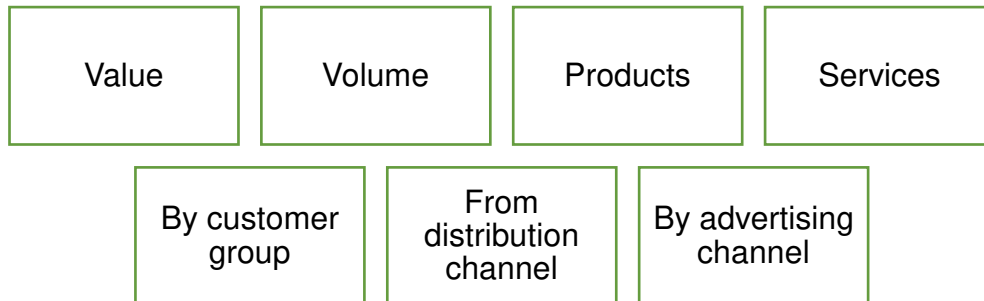 Value
Volume
Products
Services
By customer
group
From
distribution
channel
By advertising
channel